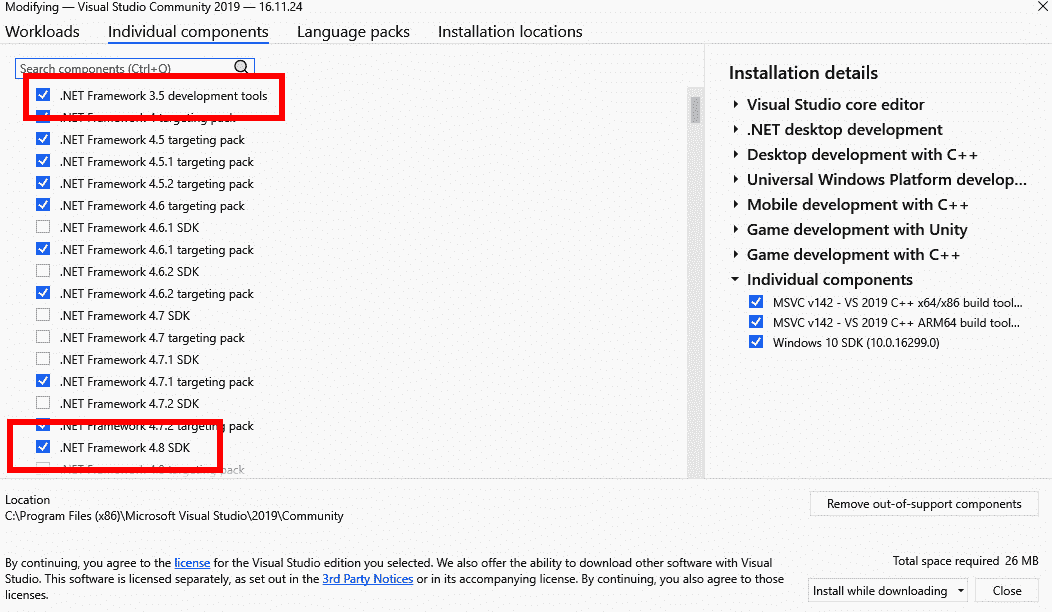 Modifying — Visual Studio Community 2019 — 16.11.24
Workloads Individual components Language packs Installation locations
Search components (Ctrl+Q)
.NET Framework 3.5 development tools
.NET Framework 4 targeting pack
.NET Framework 4.5 targeting pack
.NET Framework 4.5.1 targeting pack
.NET Framework 4.5.2 targeting pack
.NET Framework 4.6 targeting pack
.NET Framework 4.6.1 SDK
.NET Framework 4.6.1 targeting pack
.NET Framework 4.6.2 SDK
.NET Framework 4.6.2 targeting pack
.NET Framework 4.7 SDK
.NET Framework 4.7 targeting pack
.NET Framework 4.7.1 SDK
.NET Framework 4.7.1 targeting pack
.NET Framework 4.7.2 SDK
.NET Framework 4.7.2 targeting pack
.NET Framework 4.8 SDK
.NET Framework 4.8 targeting pack
Installation details
Visual Studio core editor
.NET desktop development
Desktop development with C++
Universal Windows Platform develop...
Mobile development with C++
Game development with Unity
Game development with C++
Individual components
MSVC v142 - VS 2019 C++ x64/x86 build tool...
MSVC v142 - VS 2019 C++ ARM64 build tool...
Windows 10 SDK (10.0.16299.0)
Location
C:\Program Files (x86)\Microsoft Visual Studio\2019\Community
Remove out-of-support components
By continuing, you agree to the license for the Visual Studio edition you selected. We also offer the ability to download other software with Visual
Studio. This software is licensed separately, as set out in the 3rd Party Notices or in its accompanying license. By continuing, you also agree to those
licenses.
Total space required 26 MB
Install while downloading
Close